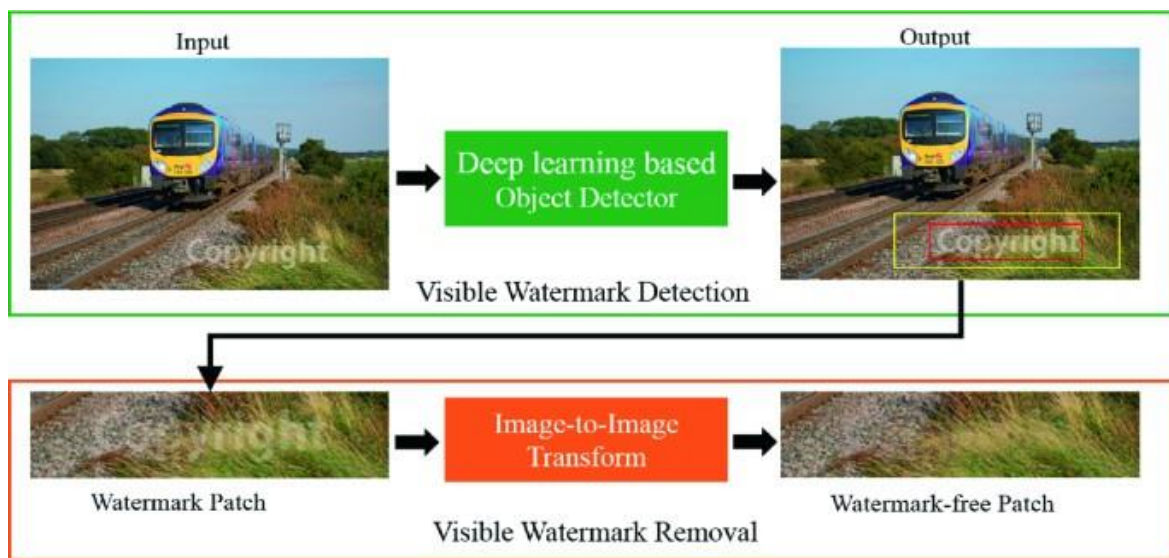 Input
Output
Deep learning based
Object Detector
Copyright
Copyright
Visible Watermark Detection
Copyright
Image-to-Image
Transform
Watermark Patch
Watermark-free Patch
Visible Watermark Removal